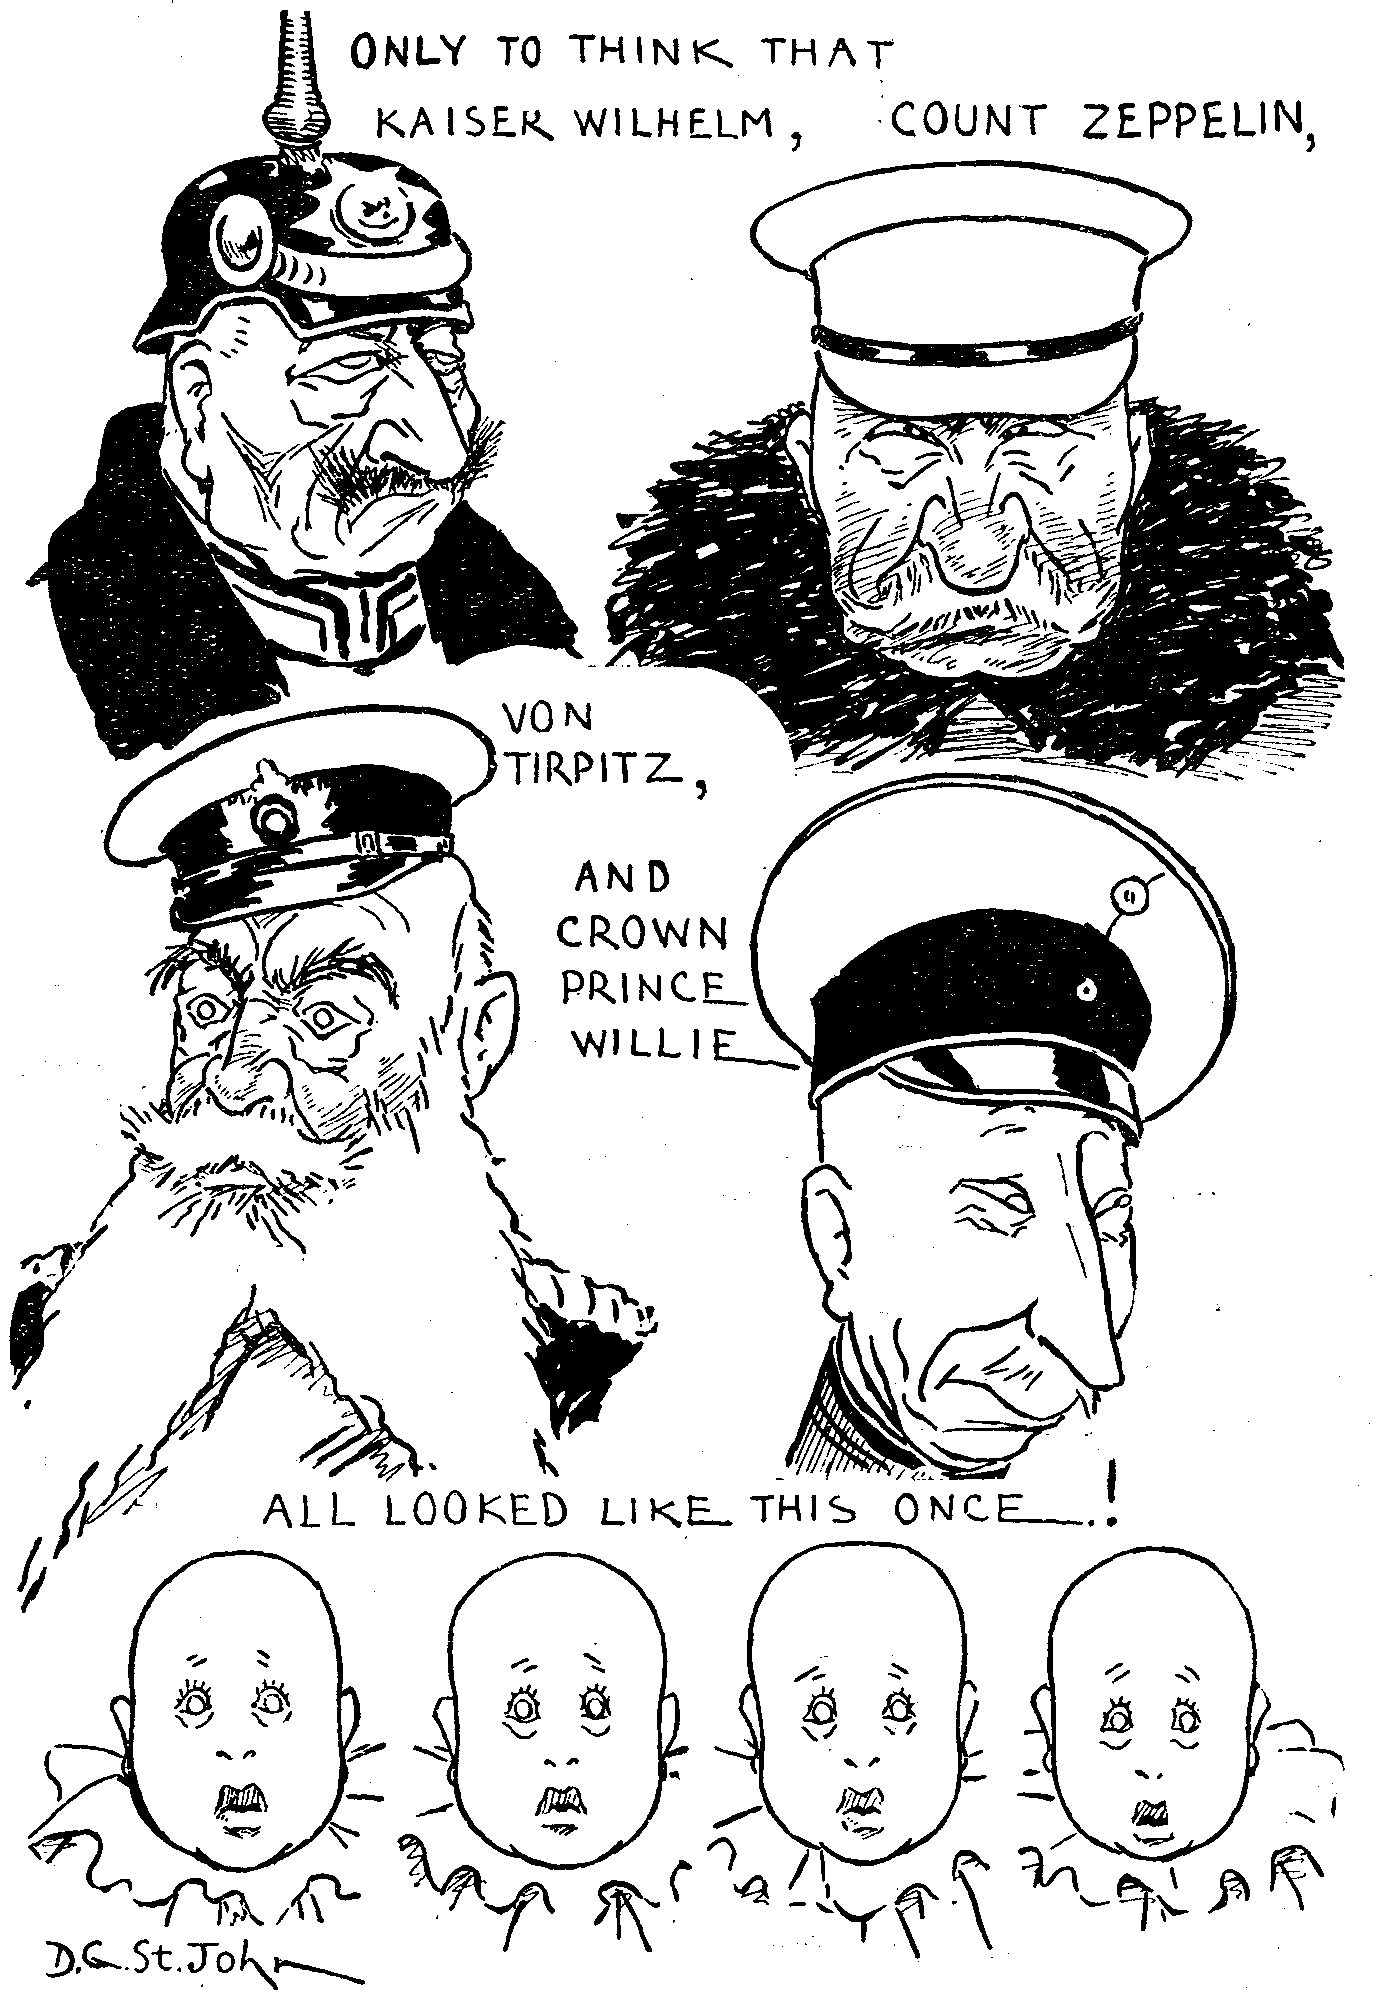 ONLY TO THINK THAT
KAISER WILHELM, COUNT ZEPPELIN,
VON
TIRPITZ,
AND
CROWN
PRINCE
WILLIE
ALL LOOKED LIKE THIS ONCE!
D.G. St. John